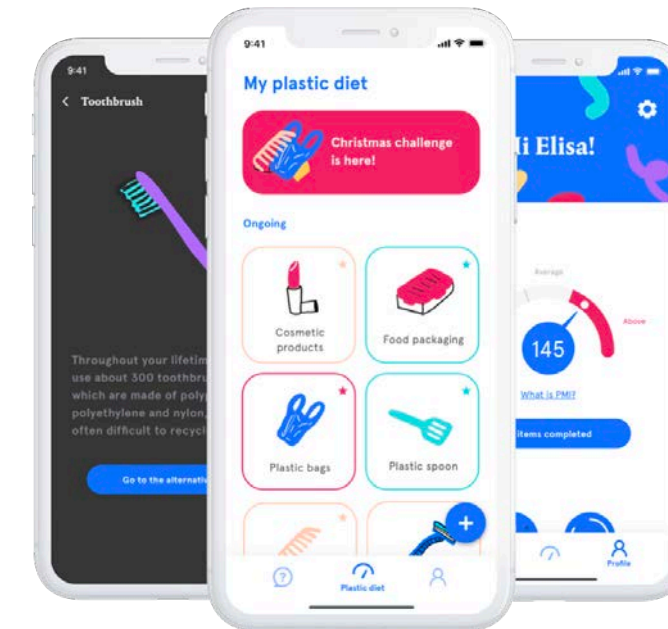 9:41
Toothbrush
Throughout your lifetim
use about 300 toothbru
which are made of polyp
polyethylene and nylon,
often difficult to recycl
Go to the alternativ
9:41
My plastic diet
Christmas challenge
is here!
Ongoing
Cosmetic
products
Food packaging
Plastic bags
Plastic spoon
+
?
Plastic diet
i Elisa!
Average
Above
145
What is PMI?
items completed
Profile